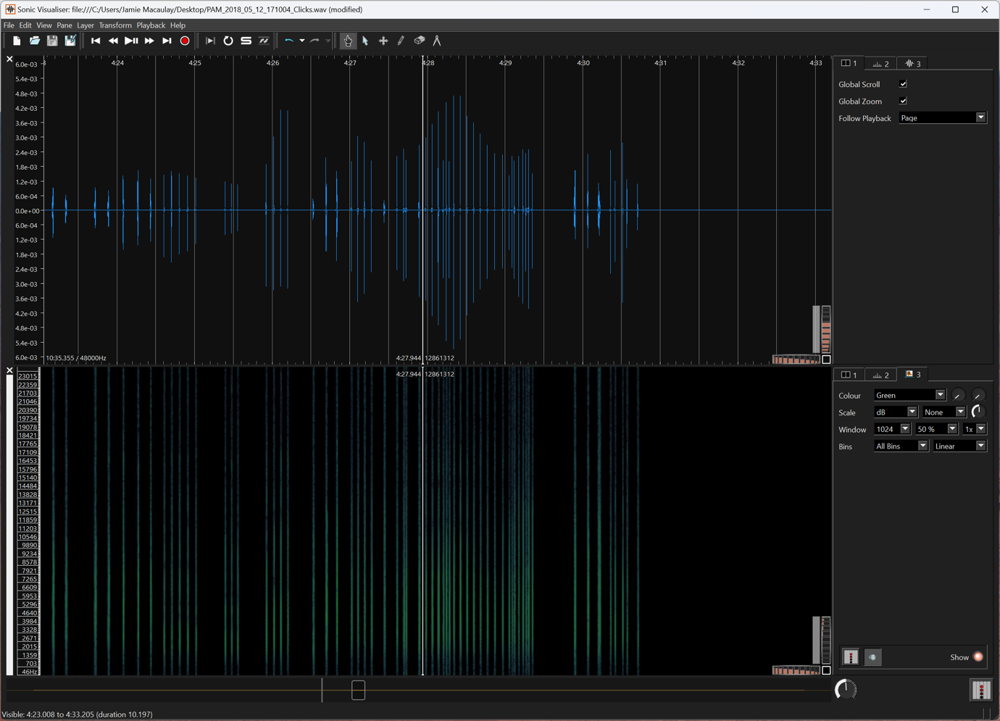 Sonic Visualiser: file:///C:/Users/Jamie Macaulay/Desktop/PAM_2018_05_12_171004_Clicks.wav (modified)
File Edit View Pane Layer Transform Playback Help
3 4:24 4:25 4:26 4:27 4:28 4:29 4:30 4:31 4:32 4:33
6.0e-03
5.4e-03
4.8e-03
4.2e-03
3.6e-03
3.0e-03
2.4e-03
1.8e-03
1.2e-03
6.0e-04
0.0e+00
6.0e-04
1.2e-03
1.8e-03
2.4e-03
3.0e-03
3.6e-03
4.2e-03
4.8e-03
5.4e-03
6.0e-03
10:35.355 / 48000Hz
4:27.944 12861312
1 2 3
Global Scroll
Global Zoom
Follow Playback Page
4:27.944 12861312
23015
22359
21703
21046
20390
19734
19078
18421
17765
17109
16453
15796
15140
14484
13828
13171
12515
11859
11203
10546
9890
9234
8578
7921
7265
6609
5953
5296
4640
3984
3328
2671
2015
1359
703
46Hz
1 2 3
Colour Green
Scale dB None
Window 1024 50 % 1x
Bins All Bins Linear
Show
Visible: 4:23.008 to 4:33.205 (duration 10.197)